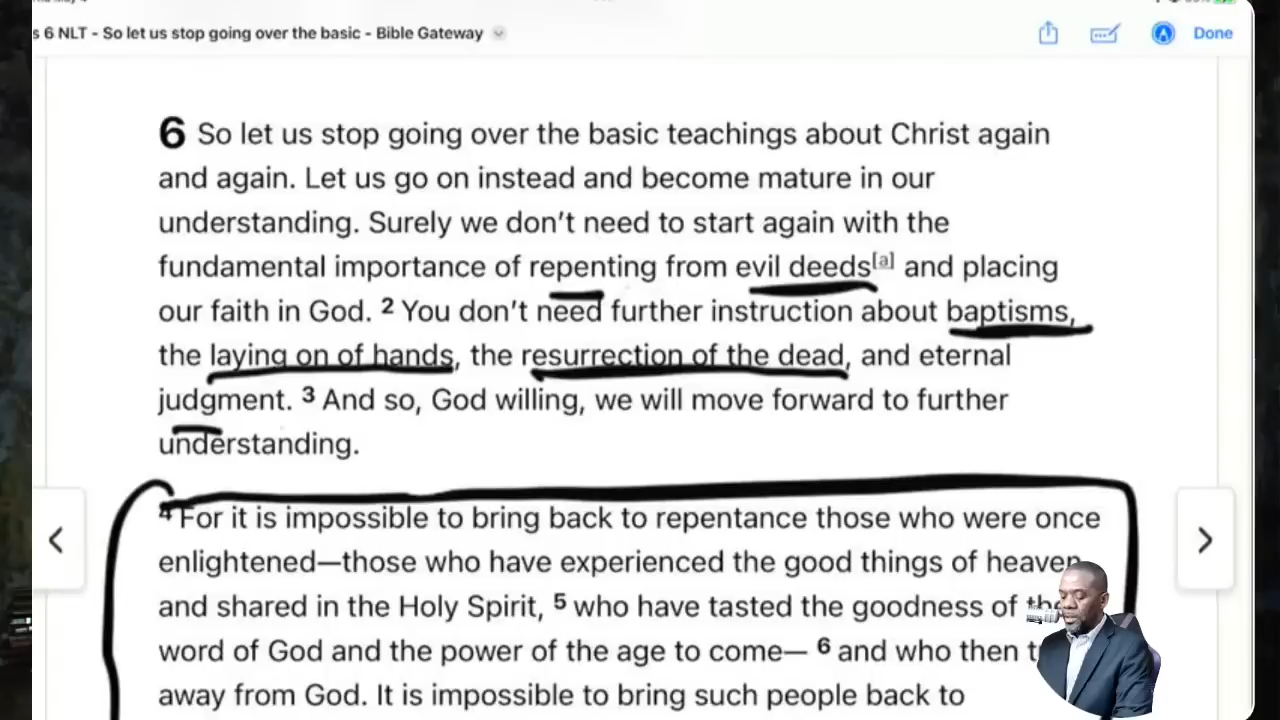 s 6 NLT - So let us stop going over the basic - Bible Gateway
Done
6 So let us stop going over the basic teachings about Christ again
and again. Let us go on instead and become mature in our
understanding. Surely we don’t need to start again with the
fundamental importance of repenting from evil deeds[a] and placing
our faith in God. 2 You don’t need further instruction about baptisms,
the laying on of hands, the resurrection of the dead, and eternal
judgment. 3 And so, God willing, we will move forward to further
understanding.
4 For it is impossible to bring back to repentance those who were once
enlightened—those who have experienced the good things of heaven
and shared in the Holy Spirit, 5 who have tasted the goodness of the
word of God and the power of the age to come— 6 and who then
away from God. It is impossible to bring such people back to